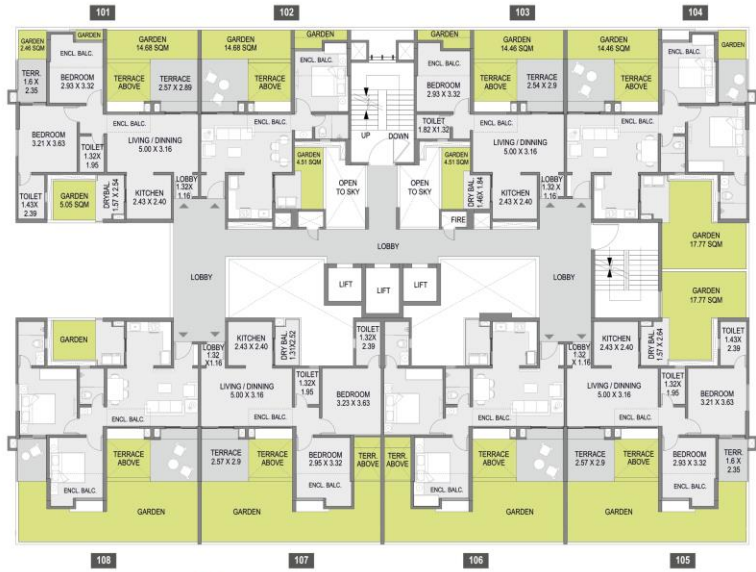 101
102
103
104
GARDEN
2.46 SQM
GARDEN
GARDEN
14.68 SQM
GARDEN
14.68 SQM
GARDEN
GARDEN
GARDEN
14.46 SQM
GARDEN
14.46 SQM
GARDEN
ENCL. BALC.
TERR.
1.6 X
2.35
BEDROOM
2.93 X 3.32
TERRACE
ABOVE
TERRACE
2.57 X 2.89
TERRACE
ABOVE
ENCL. BALC.
ENCL. BALC.
BEDROOM
2.93 X 3.32
TERRACE
ABOVE
TERRACE
2.54 X 2.9
TERRACE
ABOVE
ENCL. BALC.
BEDROOM
3.21 X 3.63
TOILET
1.32X
1.95
ENCL. BALC.
LIVING / DINNING
5.00 X 3.16
ENCL. BALC.
UP
DOWN
TOILET
1.82 X1.32
ENCL. BALC.
LIVING / DINNING
5.00 X 3.16
ENCL. BALC.
TOILET
1.43X
2.39
GARDEN
5.05 SQM
DRY BAL.
1.57 X 2.54
KITCHEN
2.43 X 2.40
LOBBY
1.32X
1.16
GARDEN
4.51 SQM
OPEN
TO SKY
OPEN
TO SKY
GARDEN
4.51 SQM
DRY BAL.
1.46X 1.84
KITCHEN
2.43 X 2.40
LOBBY
1.32 X
1.16
FIRE
GARDEN
17.77 SQM
LOBBY
LOBBY
LOBBY
LIFT
LIFT
LIFT
GARDEN
17.77 SQM
GARDEN
LOBBY
1.32
X1.16
KITCHEN
2.43 X 2.40
DRY BAL.
1.31X2.52
TOILET
1.32X
2.39
LOBBY
1.32
X 1.16
KITCHEN
2.43 X 2.40
DRY BAL.
1.57 X 2.64
TOILET
1.43X
2.39
LIVING / DINNING
5.00 X 3.16
TOILET
1.32X
1.95
BEDROOM
3.23 X 3.63
LIVING / DINNING
5.00 X 3.16
TOILET
1.32X
1.95
BEDROOM
3.21 X 3.63
ENCL. BALC.
ENCL. BALC.
ENCL. BALC.
ENCL. BALC.
ENCL. BALC.
TERRACE
ABOVE
TERRACE
2.57 X 2.9
TERRACE
ABOVE
BEDROOM
2.95 X 3.32
TERR.
ABOVE
TERR.
ABOVE
ENCL. BALC.
TERRACE
ABOVE
TERRACE
2.57 X 2.9
TERRACE
ABOVE
BEDROOM
2.93 X 3.32
TERR.
1.6 X
2.35
ENCL. BALC.
ENCL. BALC.
GARDEN
GARDEN
GARDEN
GARDEN
108
107
106
105